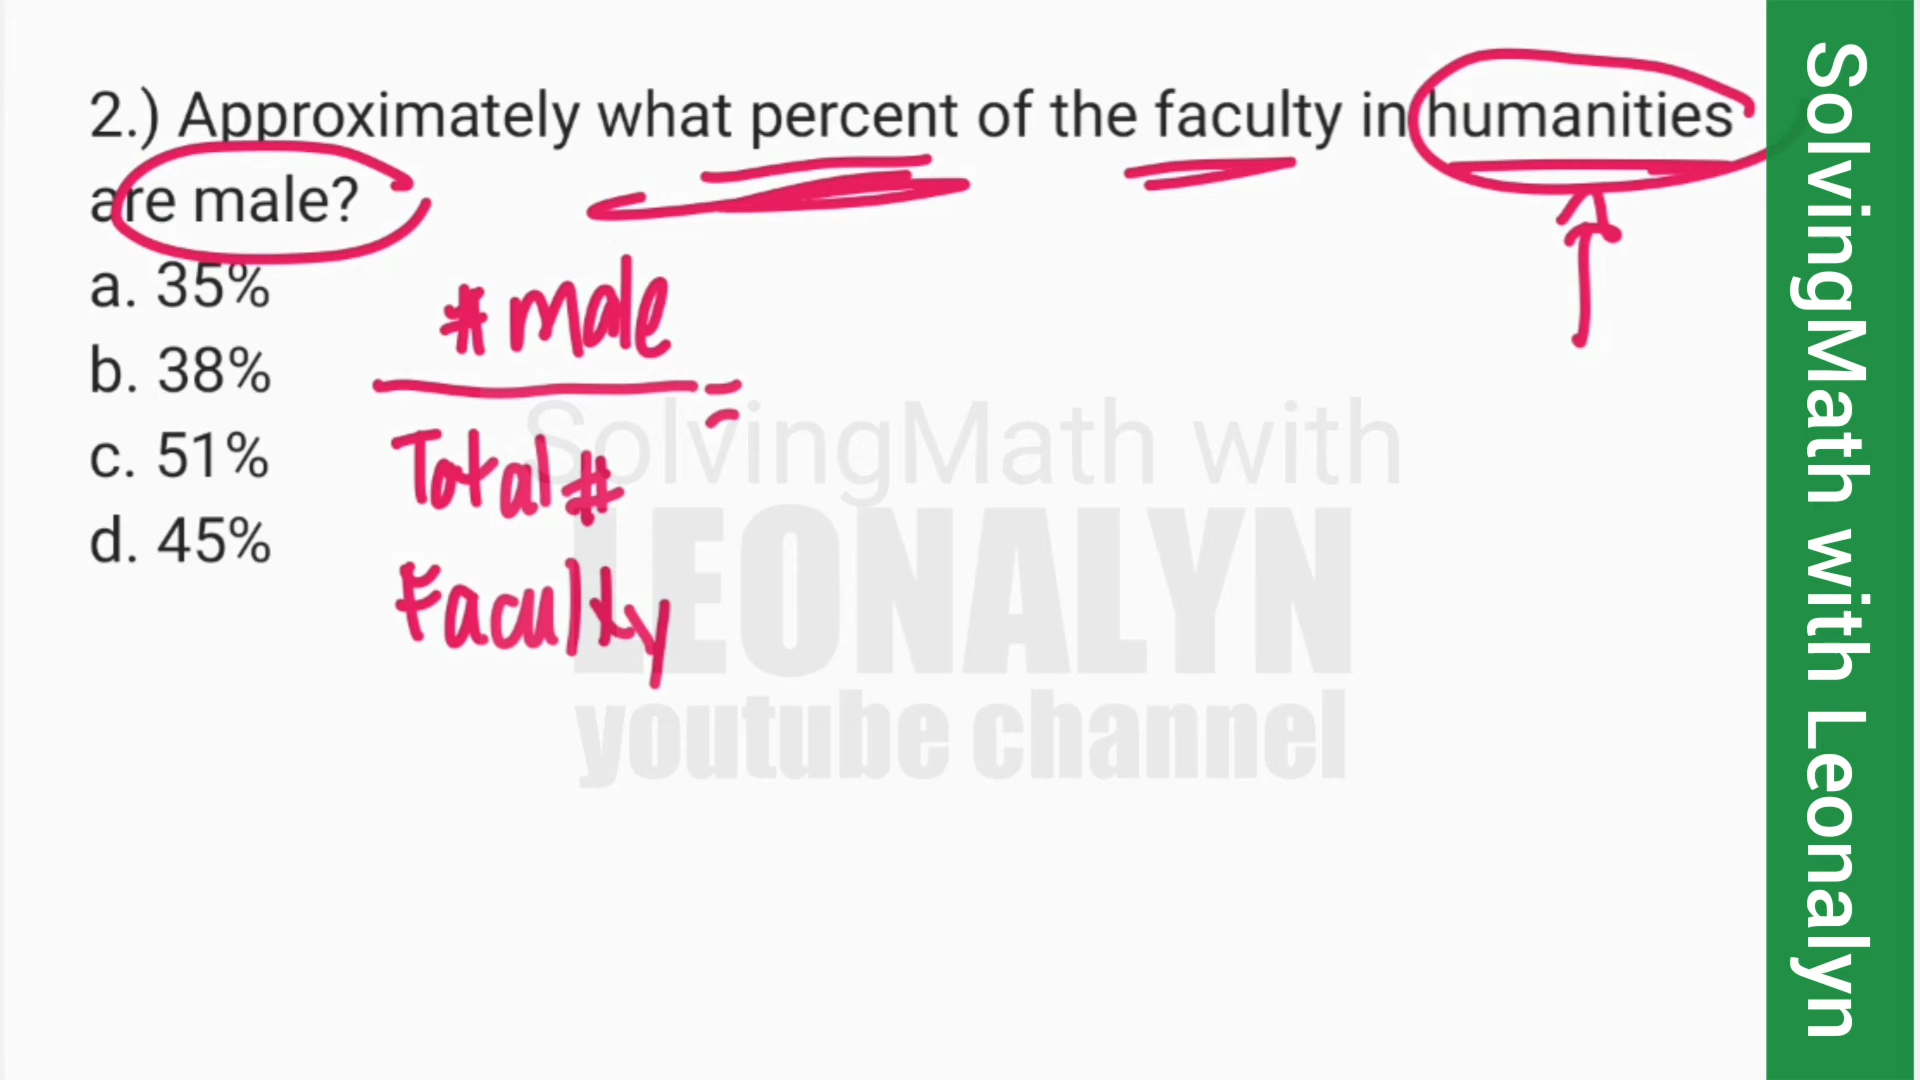 2.) Approximately what percent of the faculty in humanities
are male?
a. 35%
b. 38%
c. 51%
d. 45%
# male
=
Total #
Faculty
SolvingMath with
LEONALYN
youtube channel
SolvingMath with Leonalyn